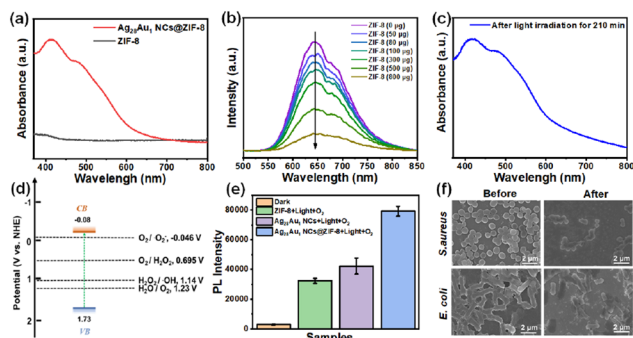 (a)
Ag₂₈Au₁ NCs@ZIF-8
ZIF-8
Absorbance (a.u.)
400 500 600 700 800
Wavelength (nm)
(b)
ZIF-8 (0 μg)
ZIF-8 (50 μg)
ZIF-8 (80 μg)
ZIF-8 (100 μg)
ZIF-8 (300 μg)
ZIF-8 (500 μg)
ZIF-8 (800 μg)
Intensity (a.u.)
500 550 600 650 700 750 800 850
Wavelength (nm)
(c)
After light irradiation for 210 min
Absorbance (a.u.)
400 500 600 700 800
Wavelength (nm)
(d)
Potential (V vs. NHE)
-1
0
1
2
CB
-0.08
O₂/ O₂⁻, -0.046 V
O₂/ H₂O₂, 0.695 V
H₂O₂/ ·OH, 1.14 V
H₂O/ O₂, 1.23 V
1.73
VB
(e)
Dark
ZIF-8+Light+O₂
Ag₂₈Au₁ NCs+Light+O₂
Ag₂₈Au₁ NCs@ZIF-8+Light+O₂
PL Intensity
80000
60000
40000
20000
0
Samples
(f)
Before After
S.aureus
2 μm 2 μm
E. coli
2 μm 2 μm